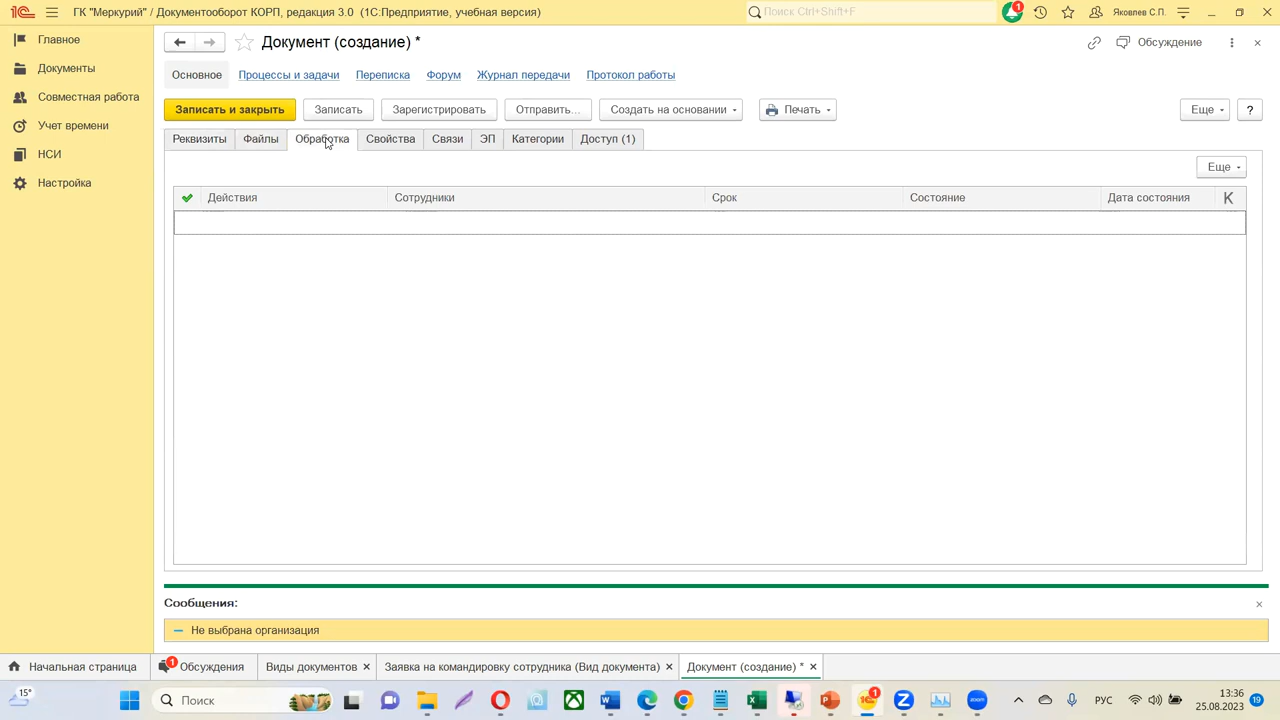 ГК "Меркурий" / Документооборот КОРП, редакция 3.0 (1С:Предприятие, учебная версия)
Поиск Ctrl+Shift+F
1
Яковлев С.П.
Главное
Документы
Совместная работа
Учет времени
НСИ
Настройка
Документ (создание) *
Обсуждение
Основное
Процессы и задачи
Переписка
Форум
Журнал передачи
Протокол работы
Записать и закрыть
Записать
Зарегистрировать
Отправить...
Создать на основании
Печать
Еще
?
Реквизиты
Файлы
Обработка
Свойства
Связи
ЭП
Категории
Доступ (1)
Еще
Действия
Сотрудники
Срок
Состояние
Дата состояния
К
Сообщения:
Не выбрана организация
Начальная страница
1
Обсуждения
Виды документов
Заявка на командировку сотрудника (Вид документа)
Документ (создание) *
15°
Поиск
1
РУС
13:36
25.08.2023
19